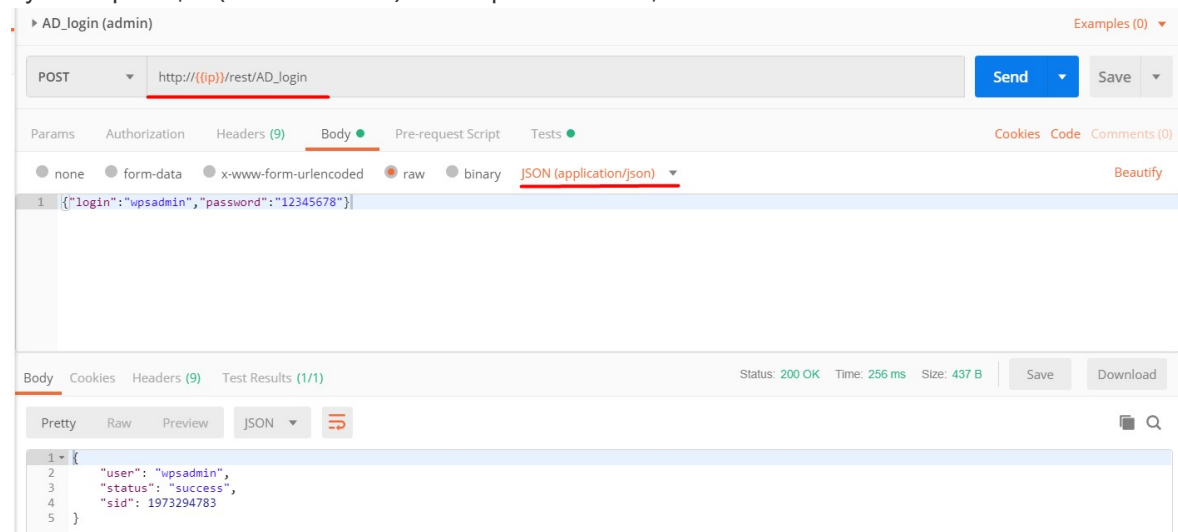 AD_login (admin)
Examples (0)
POST http://{{ip}}/rest/AD_login Send Save
Params Authorization Headers (9) Body Pre-request Script Tests Cookies Code Comments (0)
none form-data x-www-form-urlencoded raw binary JSON (application/json) Beautify
1 {"login":"wpsadmin","password":"12345678"}
Body Cookies Headers (9) Test Results (1/1) Status: 200 OK Time: 256 ms Size: 437 B Save Download
Pretty Raw Preview JSON
1 {
2 "user": "wpsadmin",
3 "status": "success",
4 "sid": 1973294783
5 }